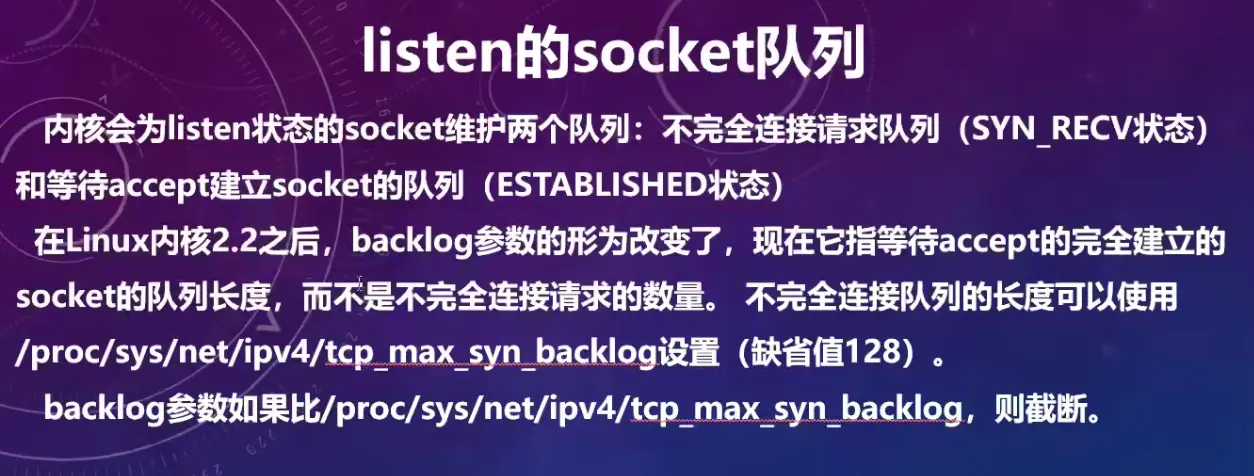 listen的socket队列
内核会为listen状态的socket维护两个队列：不完全连接请求队列（SYN_RECV状态）
和等待accept建立socket的队列（ESTABLISHED状态）
在Linux内核2.2之后，backlog参数的形为改变了，现在它指等待accept的完全建立的
socket的队列长度，而不是不完全连接请求的数量。 不完全连接队列的长度可以使用
/proc/sys/net/ipv4/tcp_max_syn_backlog设置（缺省值128）。
backlog参数如果比/proc/sys/net/ipv4/tcp_max_syn_backlog，则截断。